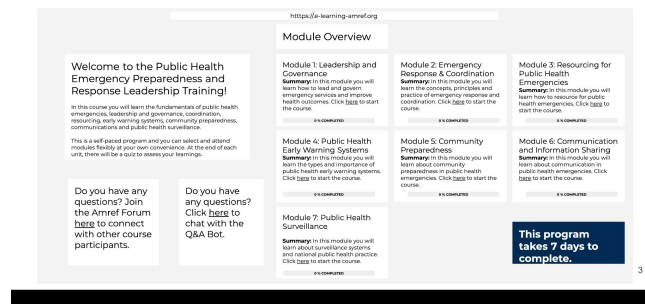 htttps://e-learning-amref.org
Module Overview
Welcome to the Public Health
Emergency Preparedness and
Response Leadership Training!
In this course you will learn the fundamentals of public health
emergencies, leadership and governance, coordination,
resourcing, early warning systems, community preparedness,
communications and public health surveillance.
This is a self-paced program and you can select and attend
modules flexibly at your own convenience. At the end of each
unit, there will be a quiz to assess your learnings.
Do you have any
questions? Join
the Amref Forum
here to connect
with other course
participants.
Do you have
any questions?
Click here to
chat with the
Q&A Bot.
Module 1: Leadership and
Governance
Summary: In this module you will
learn how to lead and govern
emergency services and improve
health outcomes. Click here to start
the course.
0 % COMPLETED
Module 2: Emergency
Response & Coordination
Summary: In this module you will
learn the concepts, principles and
practice of emergency response and
coordination. Click here to start the
course.
0 % COMPLETED
Module 3: Resourcing for
Public Health
Emergencies
Summary: In this module you will
learn how to resource for public
health emergencies. Click here to start
the course.
0 % COMPLETED
Module 4: Public Health
Early Warning Systems
Summary: In this module you will
learn the types and importance of
public health early warning systems.
Click here to start the course.
0 % COMPLETED
Module 5: Community
Preparedness
Summary: In this module you will
learn about community
preparedness in public health
emergencies. Click here to start the
course.
0 % COMPLETED
Module 6: Communication
and Information Sharing
Summary: In this module you will
learn about communication in
public health emergencies. Click
here to start the course.
0 % COMPLETED
Module 7: Public Health
Surveillance
Summary: In this module you will
learn about surveillance systems
and national public health practice.
Click here to start the course.
0 % COMPLETED
This program
takes 7 days to
complete.
3